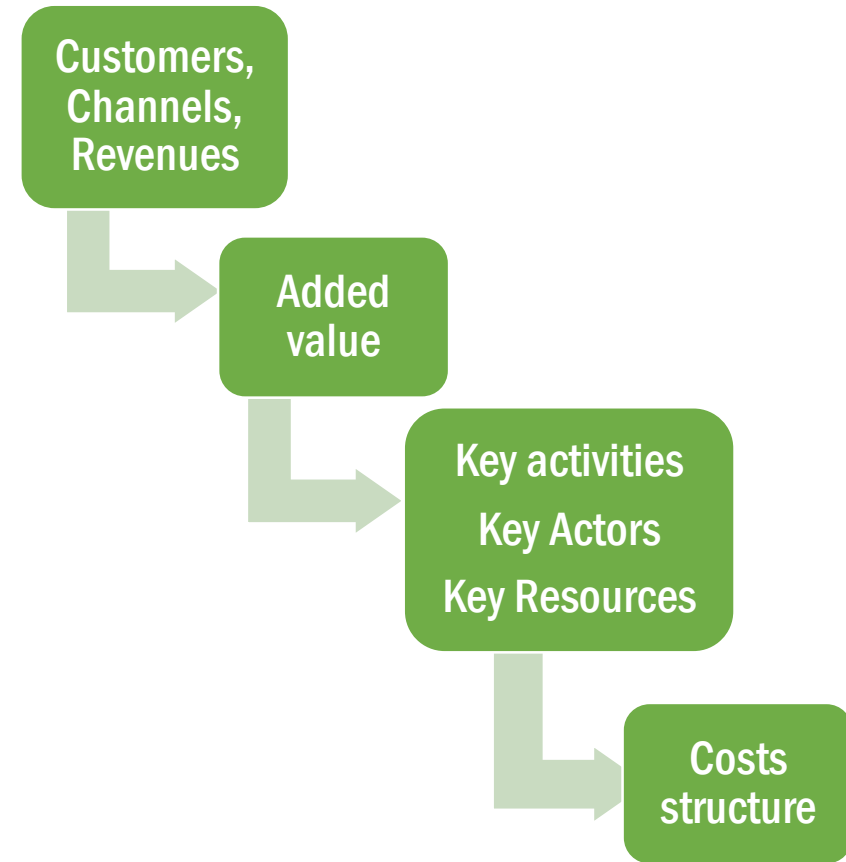 Customers,
Channels,
Revenues
Added
value
Key activities
Key Actors
Key Resources
Costs
structure